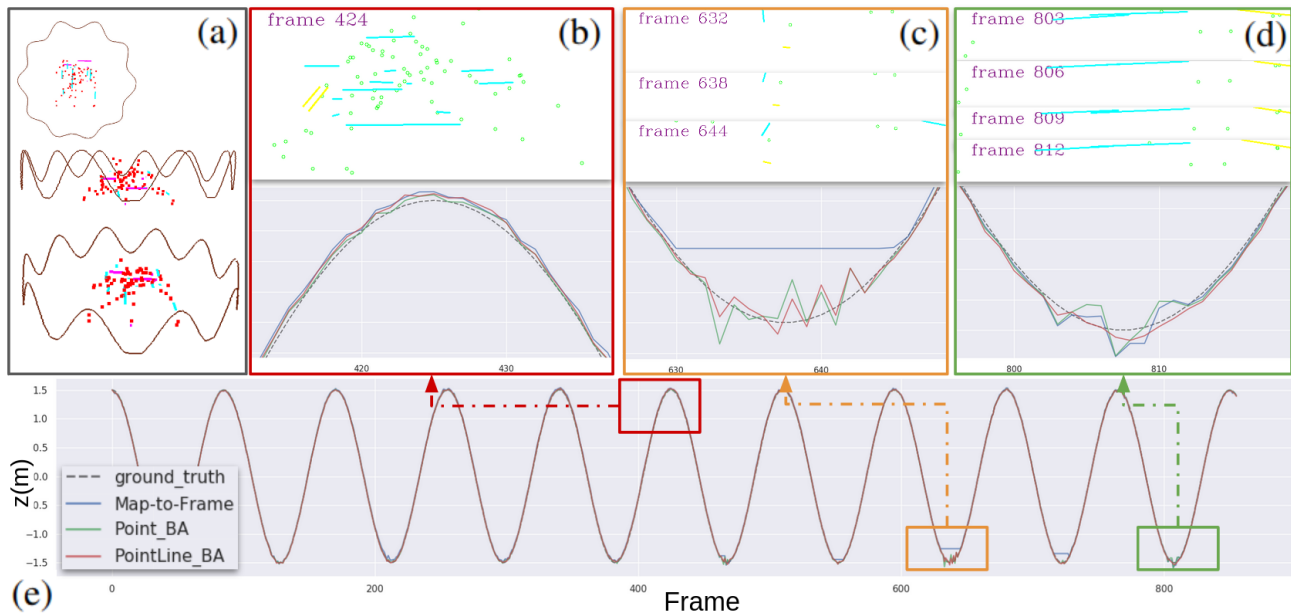 (a)
frame 424
(b)
frame 632
(c)
frame 638
frame 644
frame 803
(d)
frame 806
frame 809
frame 812
420
430
630
640
800
810
1.5
1.0
0.5
0.0
−0.5
−1.0
−1.5
z(m)
ground_truth
Map-to-Frame
Point_BA
PointLine_BA
0
200
400
600
800
Frame
(e)